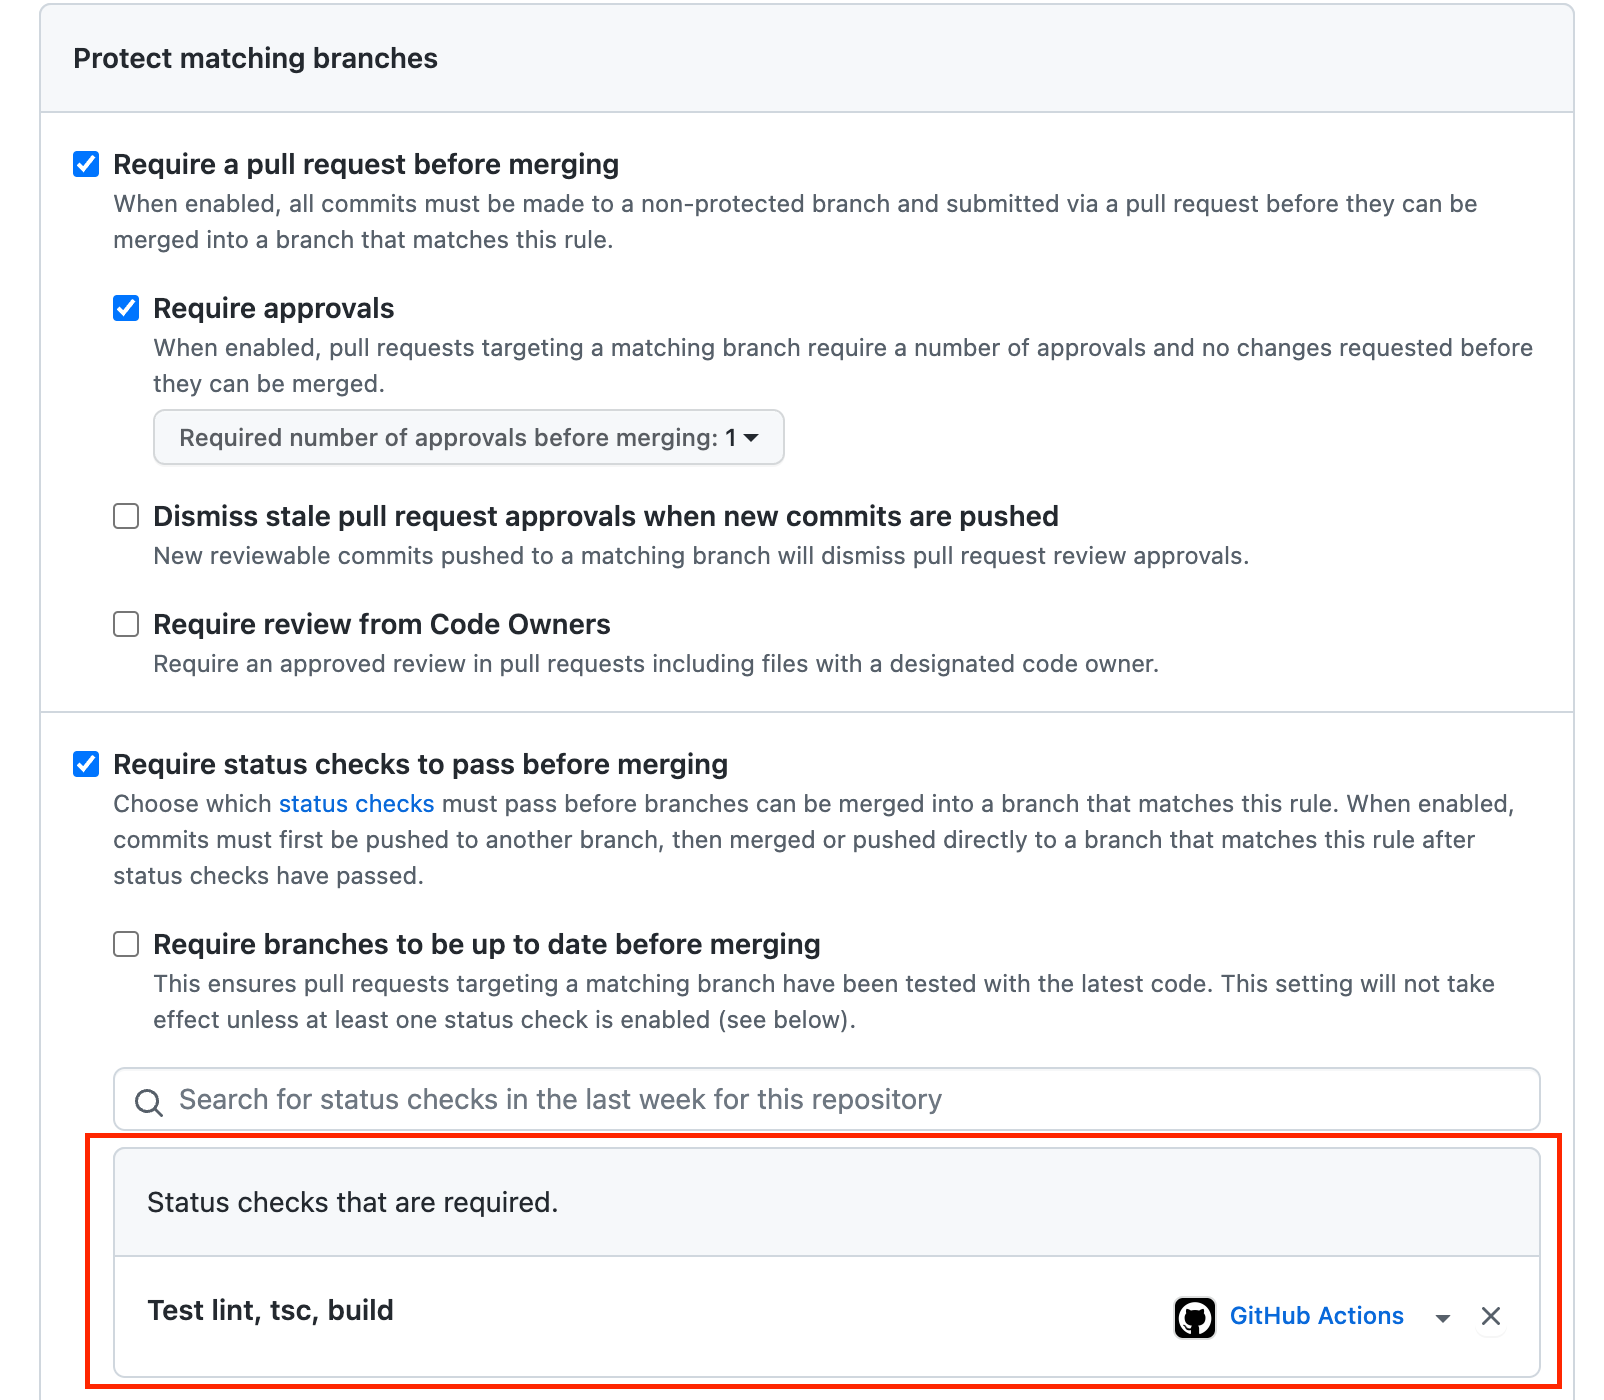 Protect matching branches
Require a pull request before merging
When enabled, all commits must be made to a non-protected branch and submitted via a pull request before they can be
merged into a branch that matches this rule.
Require approvals
When enabled, pull requests targeting a matching branch require a number of approvals and no changes requested before
they can be merged.
Required number of approvals before merging: 1
Dismiss stale pull request approvals when new commits are pushed
New reviewable commits pushed to a matching branch will dismiss pull request review approvals.
Require review from Code Owners
Require an approved review in pull requests including files with a designated code owner.
Require status checks to pass before merging
Choose which status checks must pass before branches can be merged into a branch that matches this rule. When enabled,
commits must first be pushed to another branch, then merged or pushed directly to a branch that matches this rule after
status checks have passed.
Require branches to be up to date before merging
This ensures pull requests targeting a matching branch have been tested with the latest code. This setting will not take
effect unless at least one status check is enabled (see below).
Search for status checks in the last week for this repository
Status checks that are required.
Test lint, tsc, build
GitHub Actions